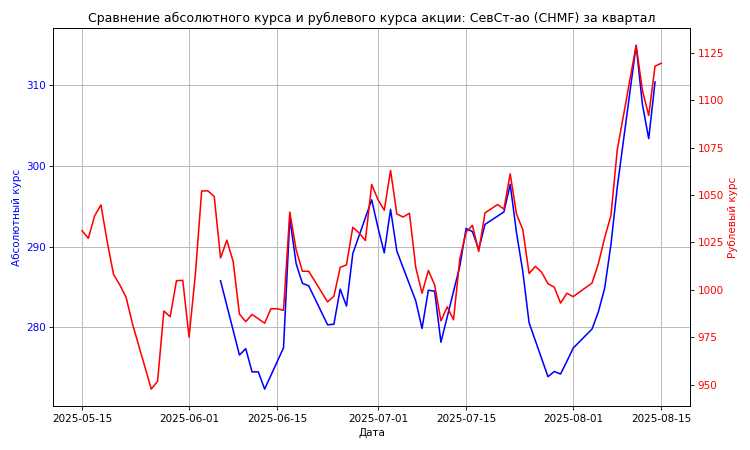 Сравнение абсолютного курса и рублевого курса акции: СевСт-ао (CHMF) за квартал
Абсолютный курс
310
300
290
280
1125
1100
1075
1050
1025
1000
975
950
Рублевый курс
2025-05-15 2025-06-01 2025-06-15 2025-07-01 2025-07-15 2025-08-01 2025-08-15
Дата